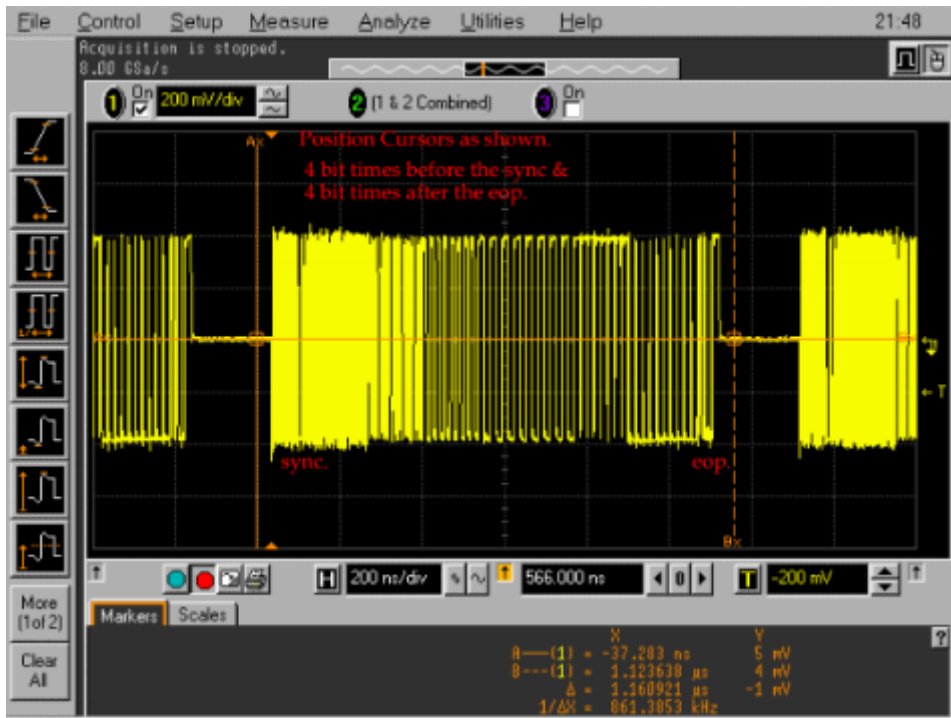 File Control Setup Measure Analyze Utilities Help 21:48
Acquisition is stopped.
8.00 GSa/s
1 On 200 mV/div 2 (1 & 2 Combined) 3 On
Ax Position Cursors as shown.
4 bit times before the sync &
4 bit times after the eop.
T
sync. eop.
Bx
H 200 ns/div 566.000 ns 0 T -200 mV
More
(1of 2)
Clear
All
Markers Scales
?
X Y
A——(1) = -37.283 ns 5 mV
B---(1) = 1.123638 µs 4 mV
Δ = 1.160921 µs -1 mV
1/ΔX = 861.3853 kHz